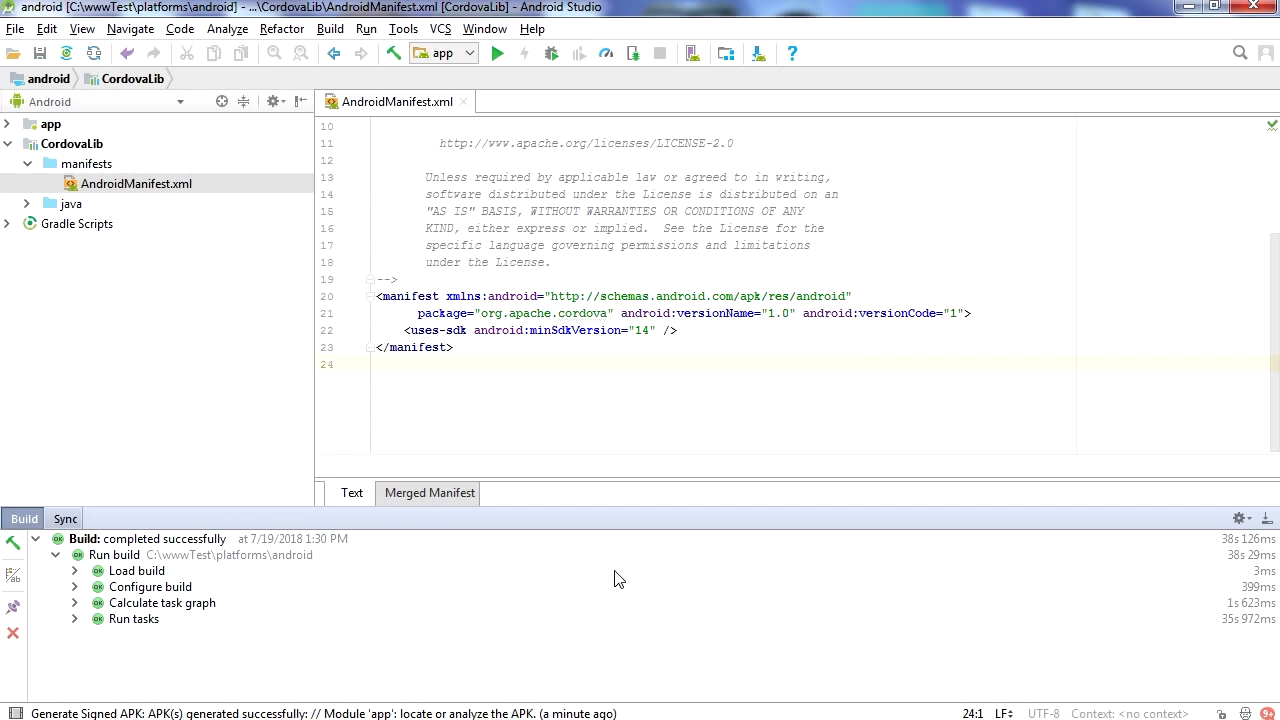 android [C:\wwwTest\platforms\android] - ...\CordovaLib\AndroidManifest.xml [CordovaLib] - Android Studio
File Edit View Navigate Code Analyze Refactor Build Run Tools VCS Window Help
app
android CordovaLib
Android
AndroidManifest.xml
app
CordovaLib
manifests
AndroidManifest.xml
java
Gradle Scripts
10
11 http://www.apache.org/licenses/LICENSE-2.0
12
13 Unless required by applicable law or agreed to in writing,
14 software distributed under the License is distributed on an
15 "AS IS" BASIS, WITHOUT WARRANTIES OR CONDITIONS OF ANY
16 KIND, either express or implied.  See the License for the
17 specific language governing permissions and limitations
18 under the License.
19 -->
20 <manifest xmlns:android="http://schemas.android.com/apk/res/android"
21 package="org.apache.cordova" android:versionName="1.0" android:versionCode="1">
22 <uses-sdk android:minSdkVersion="14" />
23 </manifest>
24
Text Merged Manifest
Build Sync
Build: completed successfully at 7/19/2018 1:30 PM 38s 126ms
Run build C:\wwwTest\platforms\android 38s 29ms
Load build 3ms
Configure build 399ms
Calculate task graph 1s 623ms
Run tasks 35s 972ms
Generate Signed APK: APK(s) generated successfully: // Module 'app': locate or analyze the APK. (a minute ago) 24:1 LF UTF-8 Context: <no context> 9+